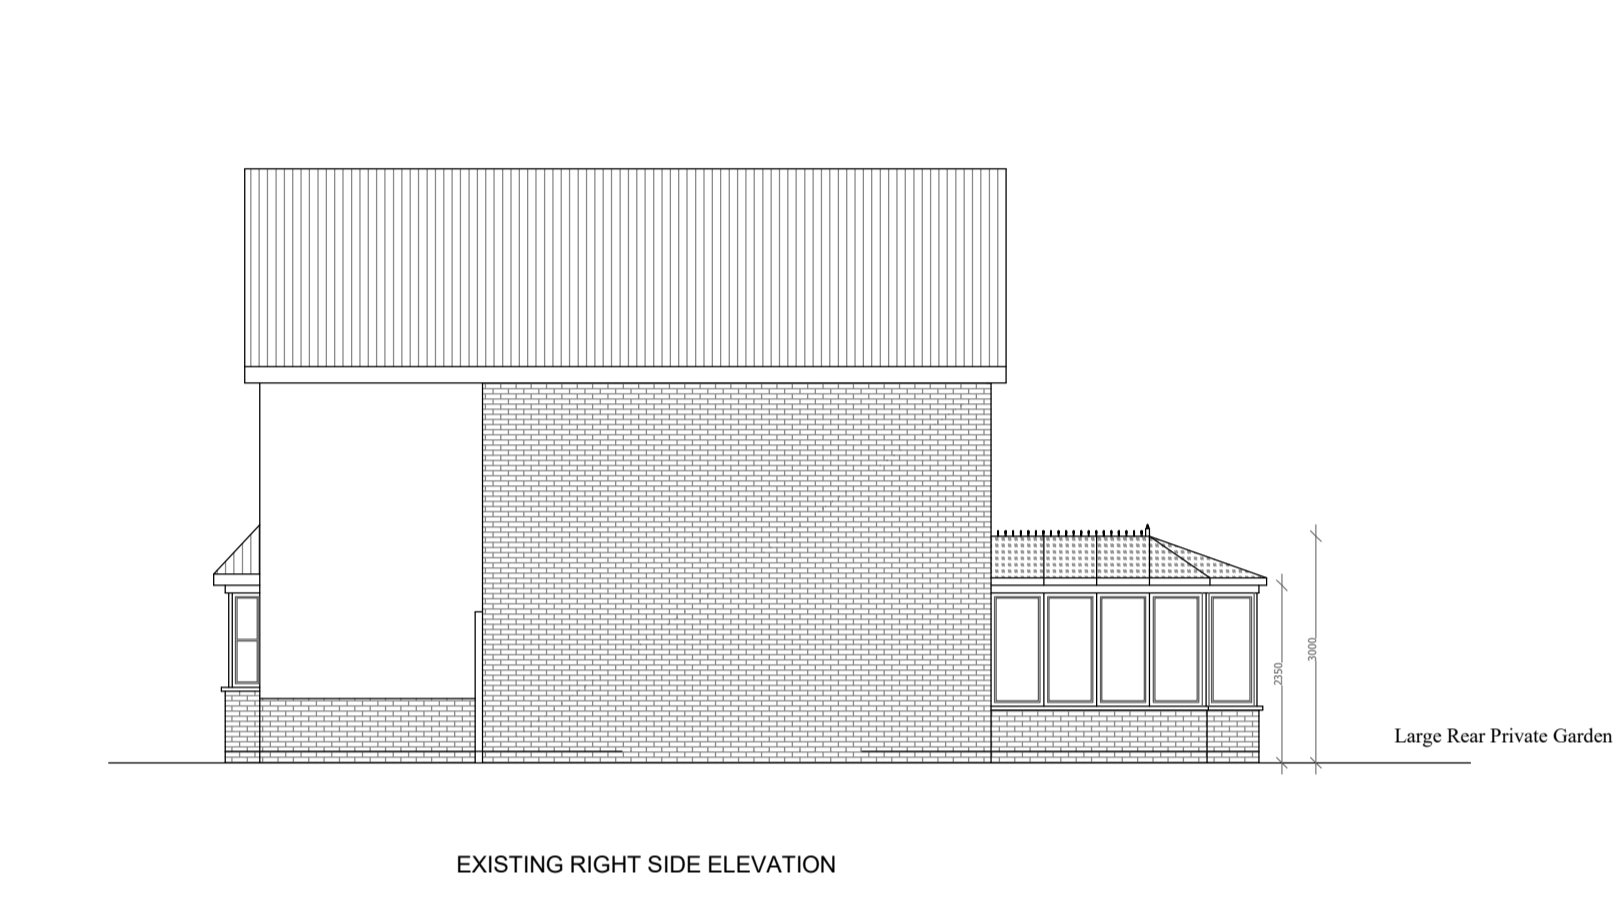 3000
2350
Large Rear Private Garden
EXISTING RIGHT SIDE ELEVATION